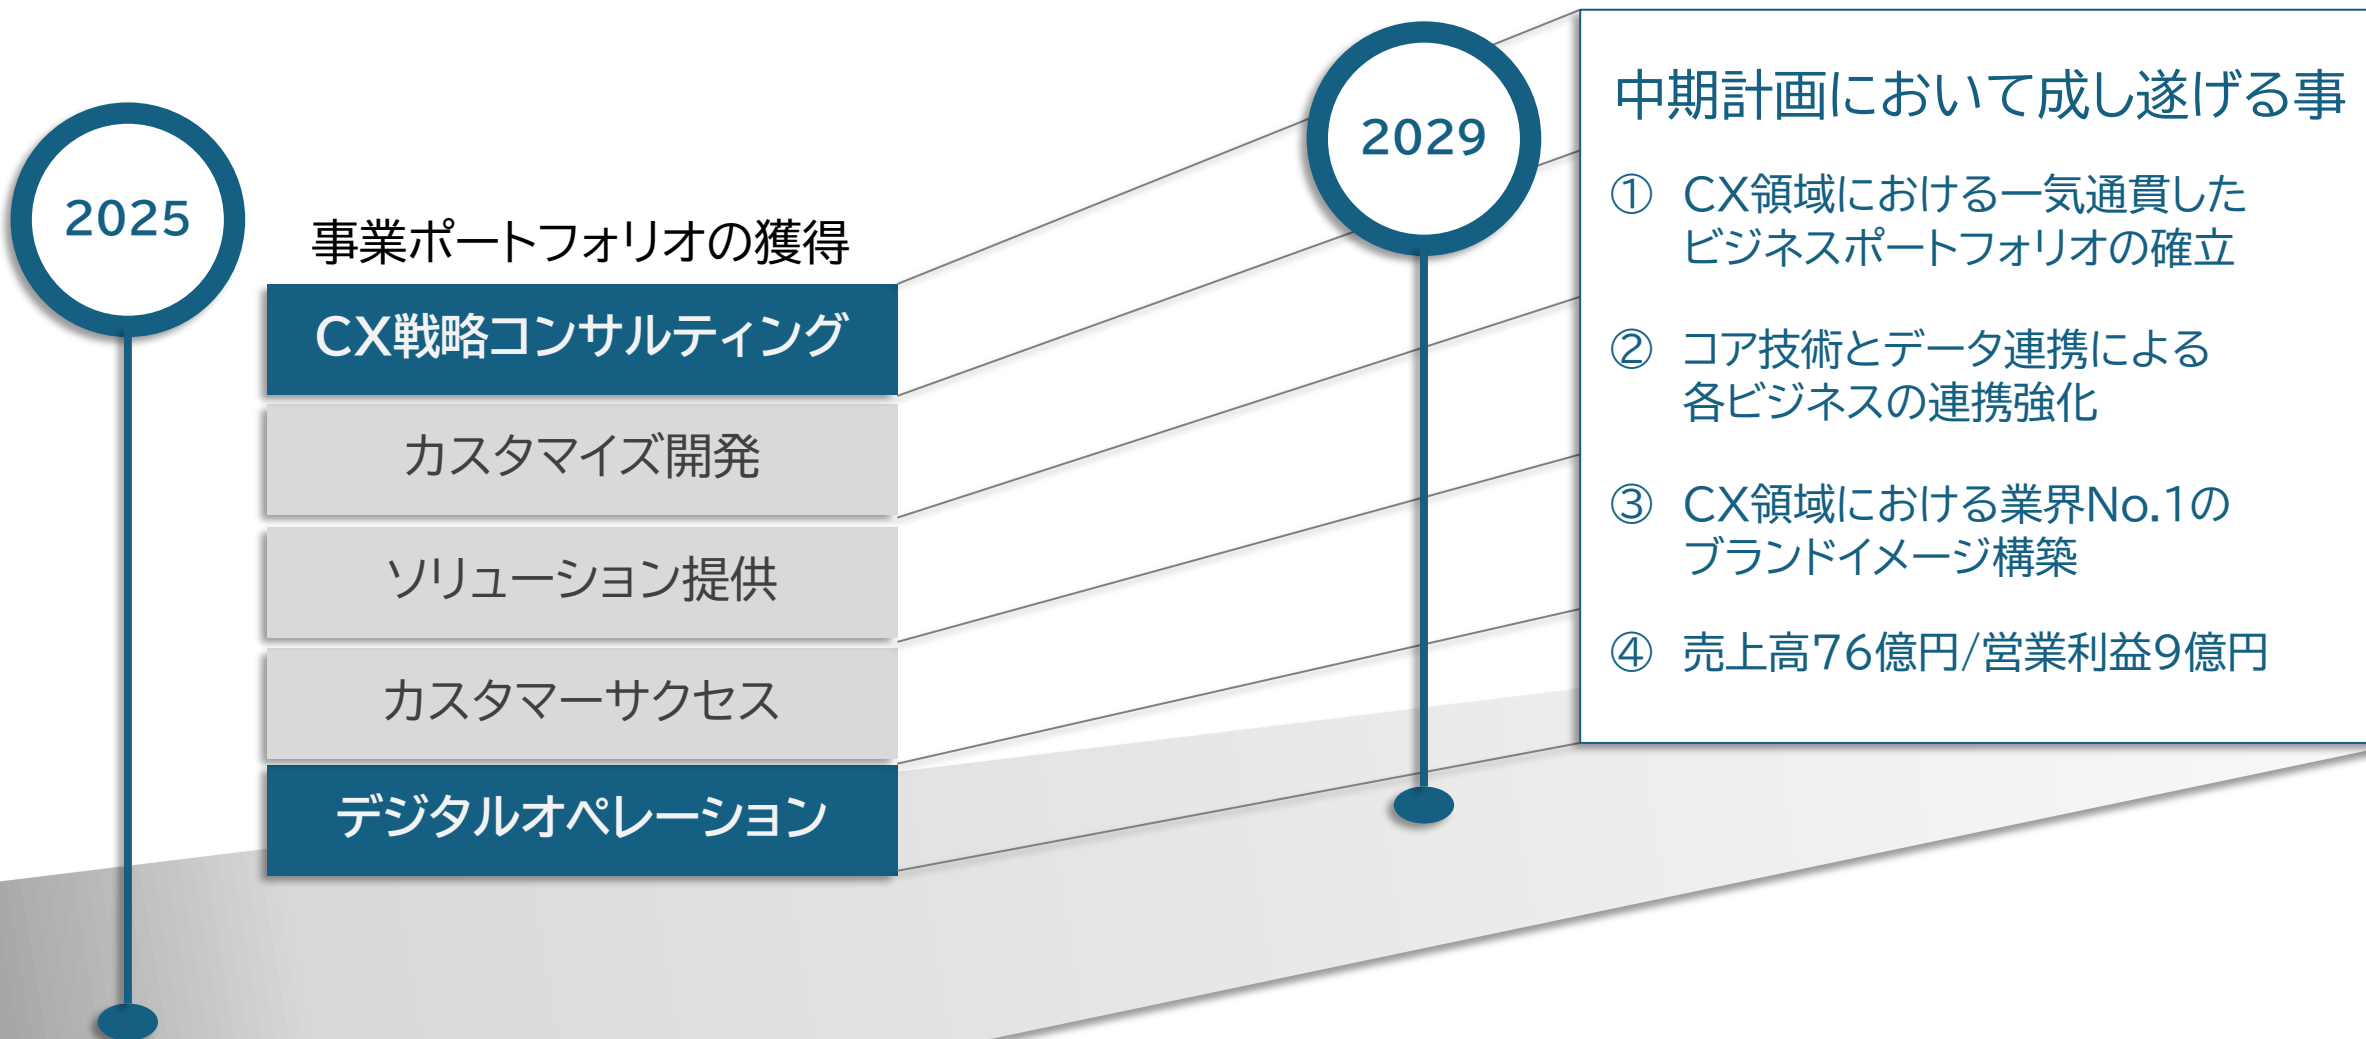 2025
事業ポートフォリオの獲得
CX戦略コンサルティング
カスタマイズ開発
ソリューション提供
カスタマーサクセス
デジタルオペレーション
2029
中期計画において成し遂げる事
① CX領域における一気通貫した
ビジネスポートフォリオの確立
② コア技術とデータ連携による
各ビジネスの連携強化
③ CX領域における業界No.1の
ブランドイメージ構築
④ 売上高76億円/営業利益9億円